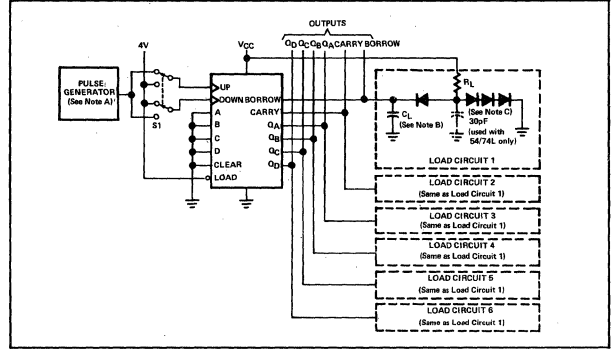 OUTPUTS
QD QC QB QA CARRY BORROW
4V
VCC
PULSE
GENERATOR
(See Note A)
S1
UP
DOWN BORROW
A CARRY
B QA
C QB
D QC
CLEAR QD
LOAD
RL
CL
(See Note B)
(See Note C)
30pF
(used with
54/74L only)
LOAD CIRCUIT 1
LOAD CIRCUIT 2
(Same as Load Circuit 1)
LOAD CIRCUIT 3
(Same as Load Circuit 1)
LOAD CIRCUIT 4
(Same as Load Circuit 1)
LOAD CIRCUIT 5
(Same as Load Circuit 1)
LOAD CIRCUIT 6
(Same as Load Circuit 1)